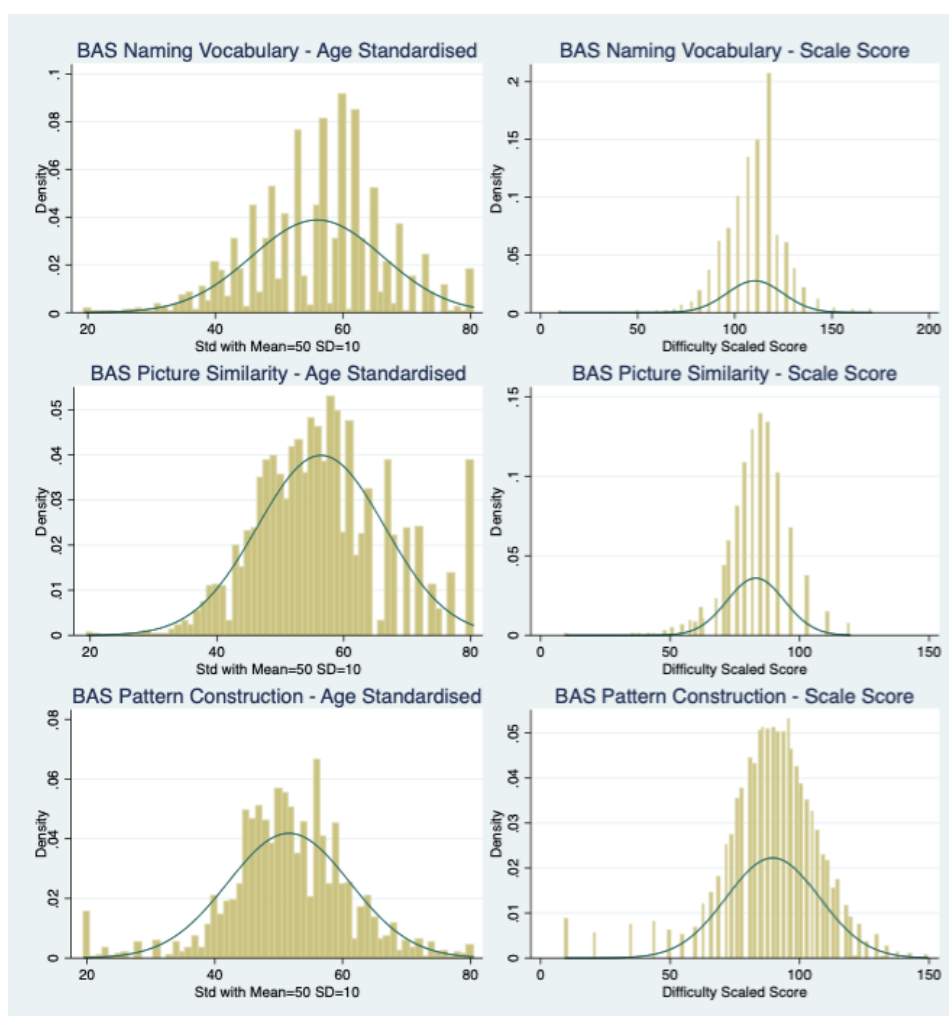 BAS Naming Vocabulary - Age Standardised
Density
0 .02 .04 .06 .08 .1
20 40 60 80
Std with Mean=50 SD=10
BAS Naming Vocabulary - Scale Score
Density
0 .05 .1 .15 .2
0 50 100 150 200
Difficulty Scaled Score
BAS Picture Similarity - Age Standardised
Density
0 .01 .02 .03 .04 .05
20 40 60 80
Std with Mean=50 SD=10
BAS Picture Similarity - Scale Score
Density
0 .05 .1 .15
0 50 100 150
Difficulty Scaled Score
BAS Pattern Construction - Age Standardised
Density
0 .02 .04 .06 .08
20 40 60 80
Std with Mean=50 SD=10
BAS Pattern Construction - Scale Score
Density
0 .01 .02 .03 .04 .05
0 50 100 150
Difficulty Scaled Score